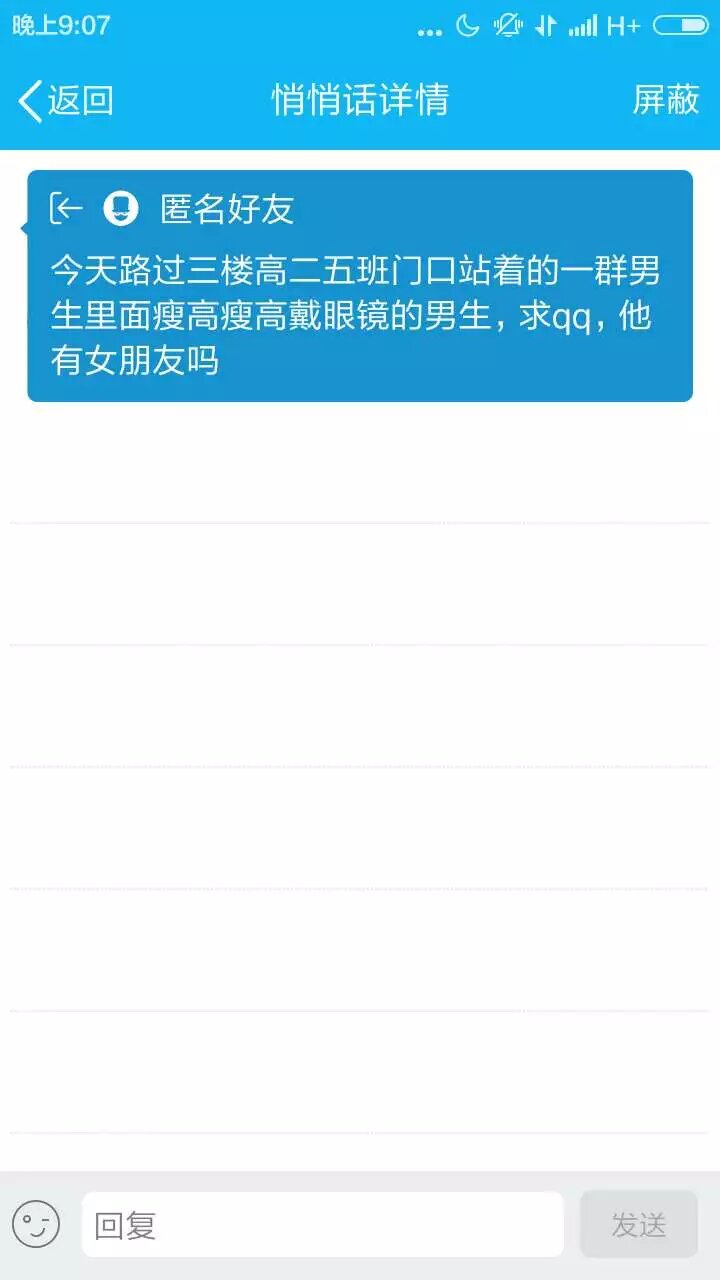 晚上9:07
H+
返回
悄悄话详情
屏蔽
匿名好友
今天路过三楼高二五班门口站着的一群男
生里面瘦高瘦高戴眼镜的男生，求qq，他
有女朋友吗
回复
发送